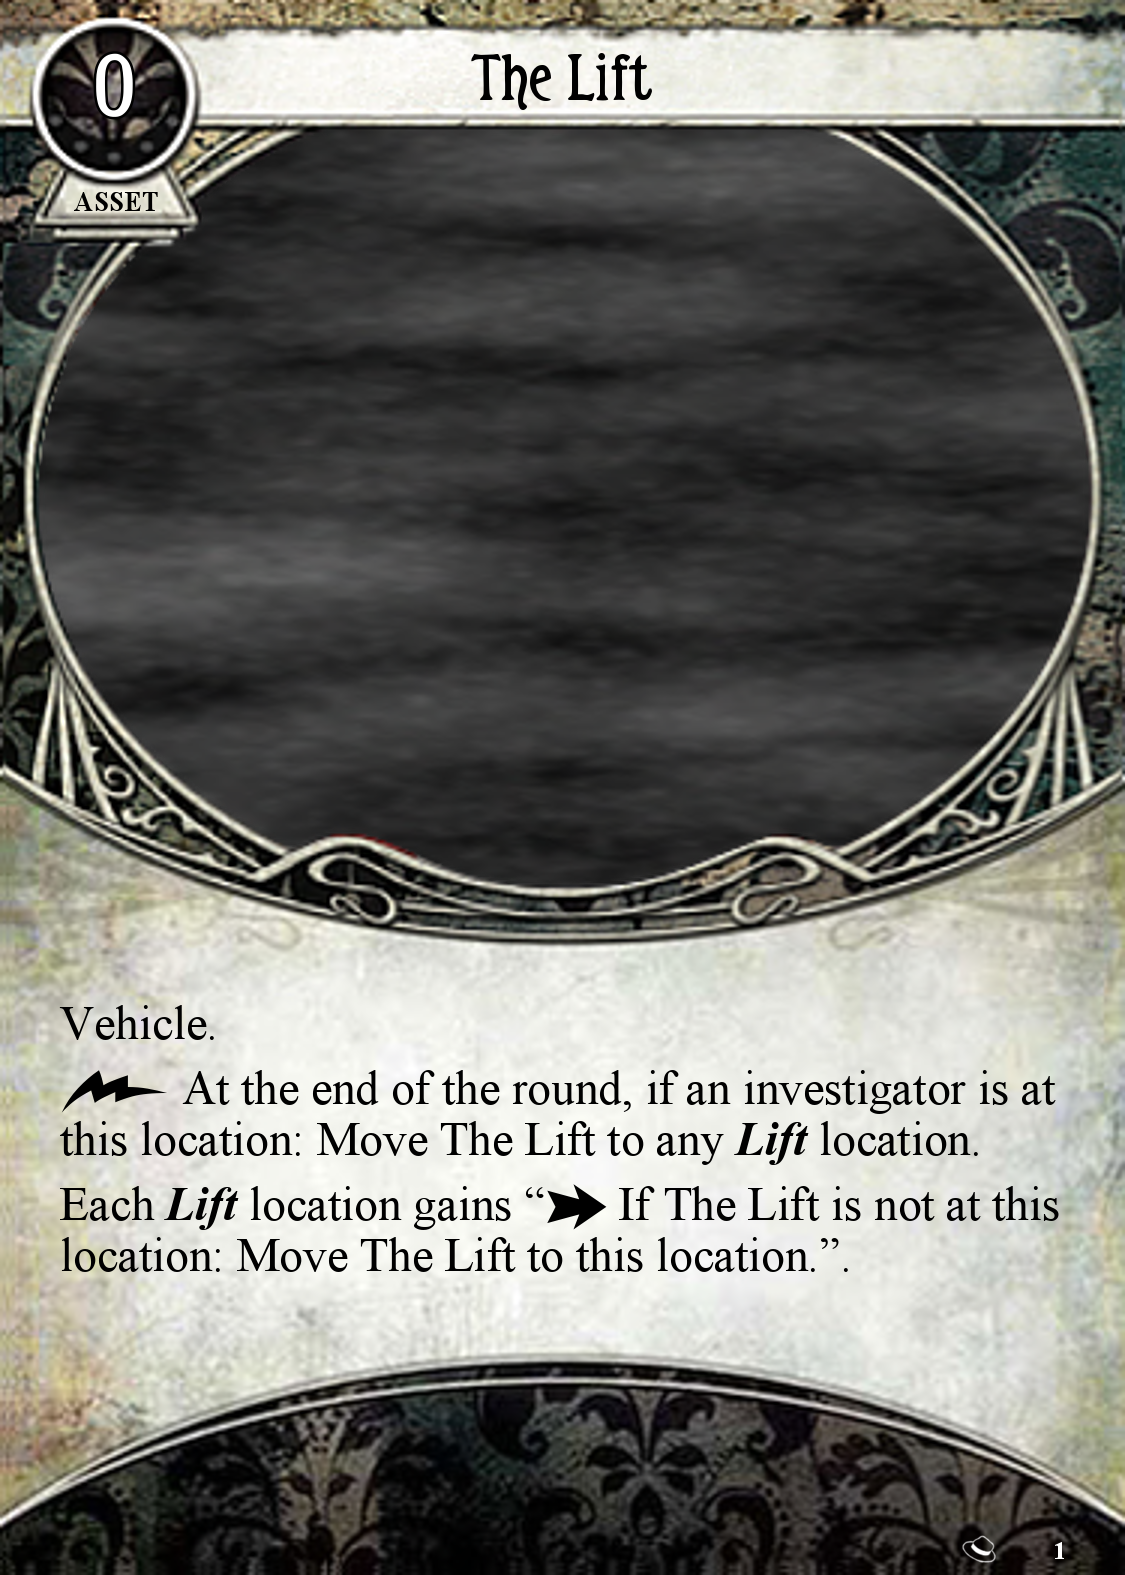 0
The Lift
ASSET
Vehicle.
At the end of the round, if an investigator is at
this location: Move The Lift to any Lift location.
Each Lift location gains “ If The Lift is not at this
location: Move The Lift to this location.”.
1